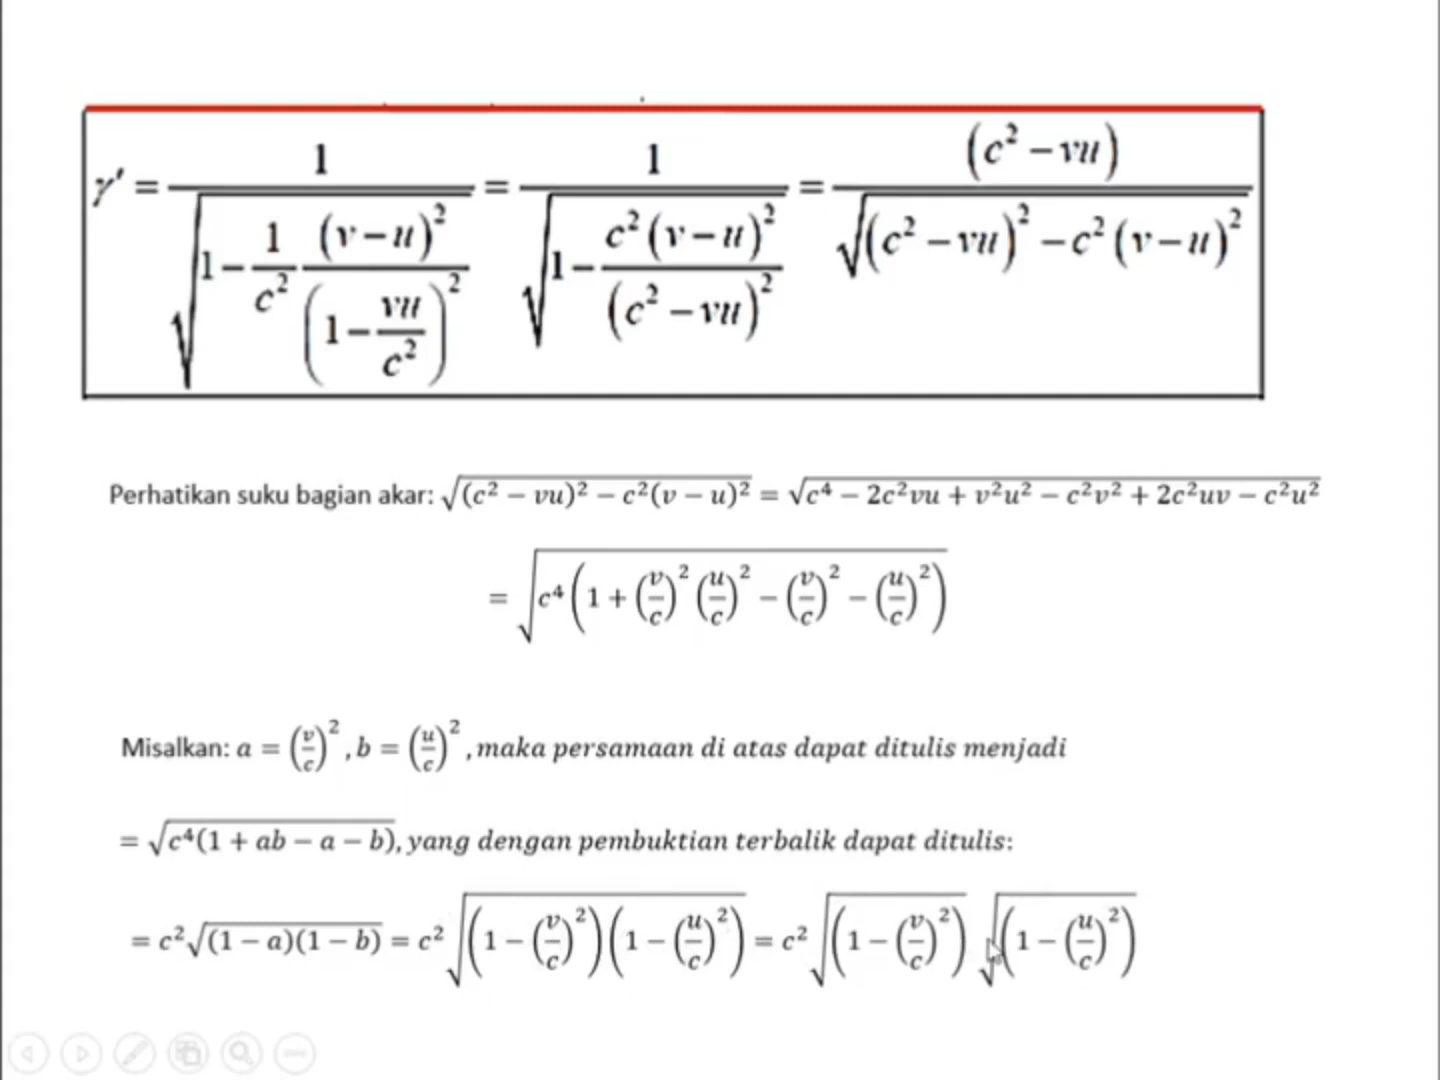 γ' = 1 / √(1 − (1/c²) (v−u)² / (1 − vu/c²)²) = 1 / √(1 − c²(v−u)² / (c² − vu)²) = (c² − vu) / √((c² − vu)² − c²(v−u)²)
Perhatikan suku bagian akar: √((c² − vu)² − c²(v − u)²) = √(c⁴ − 2c²vu + v²u² − c²v² + 2c²uv − c²u²)
= √(c⁴(1 + (v/c)² (u/c)² − (v/c)² − (u/c)²))
Misalkan: a = (v/c)², b = (u/c)², maka persamaan di atas dapat ditulis menjadi
= √(c⁴(1 + ab − a − b)), yang dengan pembuktian terbalik dapat ditulis:
= c²√((1 − a)(1 − b)) = c² √((1 − (v/c)²)(1 − (u/c)²)) = c² √(1 − (v/c)²) √(1 − (u/c)²)